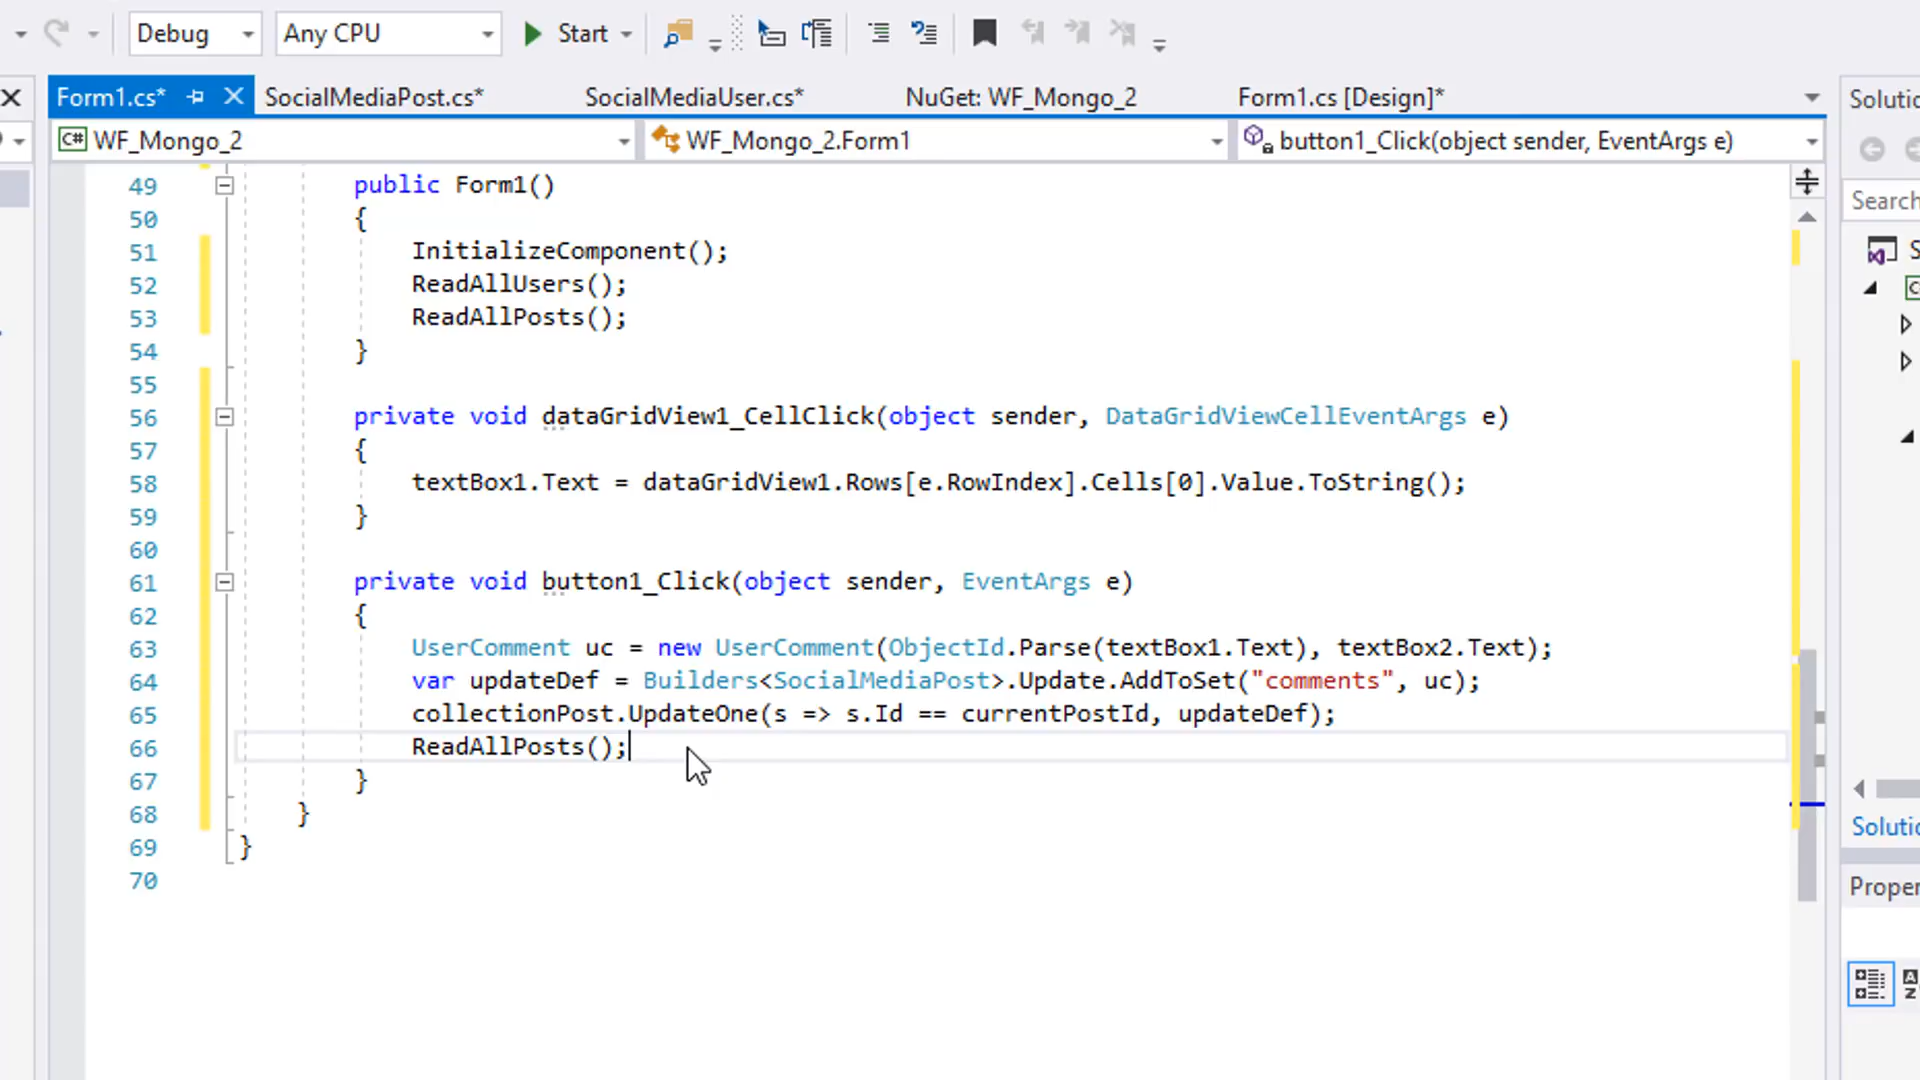 Debug Any CPU Start
Form1.cs* SocialMediaPost.cs* SocialMediaUser.cs* NuGet: WF_Mongo_2 Form1.cs [Design]*
C# WF_Mongo_2 WF_Mongo_2.Form1 button1_Click(object sender, EventArgs e)
49 public Form1()
50 {
51 InitializeComponent();
52 ReadAllUsers();
53 ReadAllPosts();
54 }
55
56 private void dataGridView1_CellClick(object sender, DataGridViewCellEventArgs e)
57 {
58 textBox1.Text = dataGridView1.Rows[e.RowIndex].Cells[0].Value.ToString();
59 }
60
61 private void button1_Click(object sender, EventArgs e)
62 {
63 UserComment uc = new UserComment(ObjectId.Parse(textBox1.Text), textBox2.Text);
64 var updateDef = Builders<SocialMediaPost>.Update.AddToSet("comments", uc);
65 collectionPost.UpdateOne(s => s.Id == currentPostId, updateDef);
66 ReadAllPosts();
67 }
68 }
69 }
70
Search